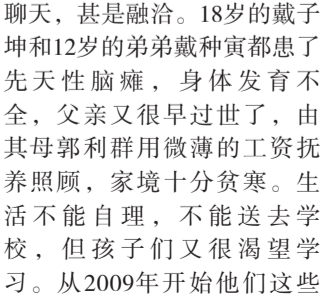 聊天，甚是融洽。18岁的戴子
坤和12岁的弟弟戴种寅都患了
先天性脑瘫，身体发育不
全，父亲又很早过世了，由
其母郭利群用微薄的工资抚
养照顾，家境十分贫寒。生
活不能自理，不能送去学
校，但孩子们又很渴望学
习。从2009年开始他们这些